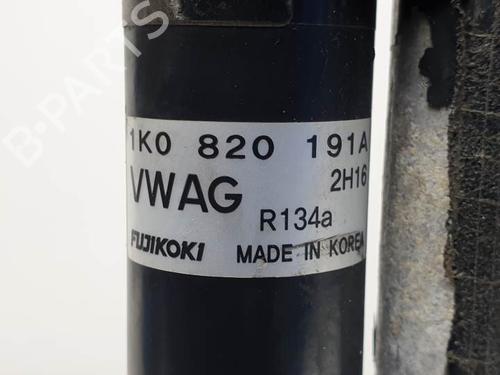 1K0 820 191A
VWAG 2H16
R134a
FUJIKOKI MADE IN KOREA
B-PARTS